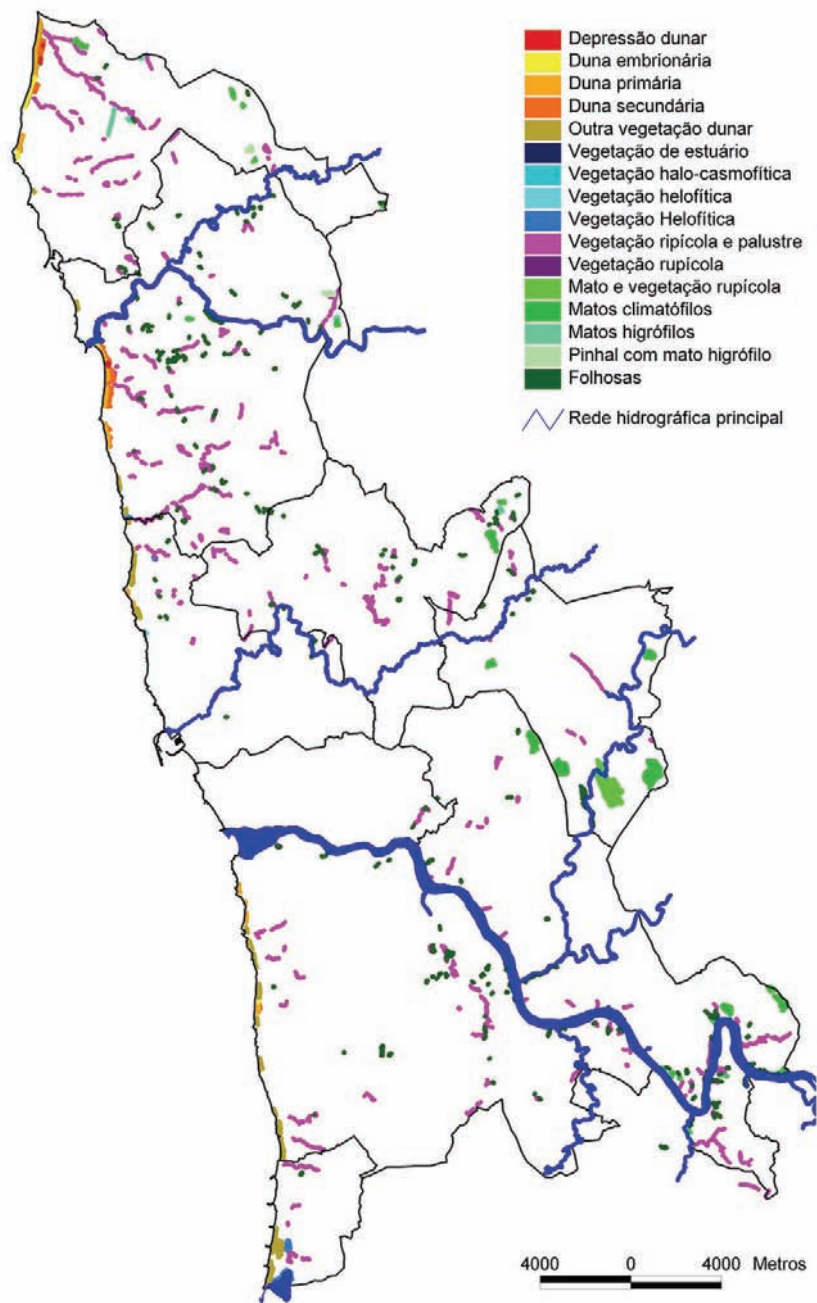 Depressão dunar
Duna embrionária
Duna primária
Duna secundária
Outra vegetação dunar
Vegetação de estuário
Vegetação halo-casmofítica
Vegetação helofítica
Vegetação Helofítica
Vegetação ripícola e palustre
Vegetação rupícola
Mato e vegetação rupícola
Matos climatófilos
Matos higrófilos
Pinhal com mato higrófilo
Folhosas
Rede hidrográfica principal
4000 0 4000 Metros